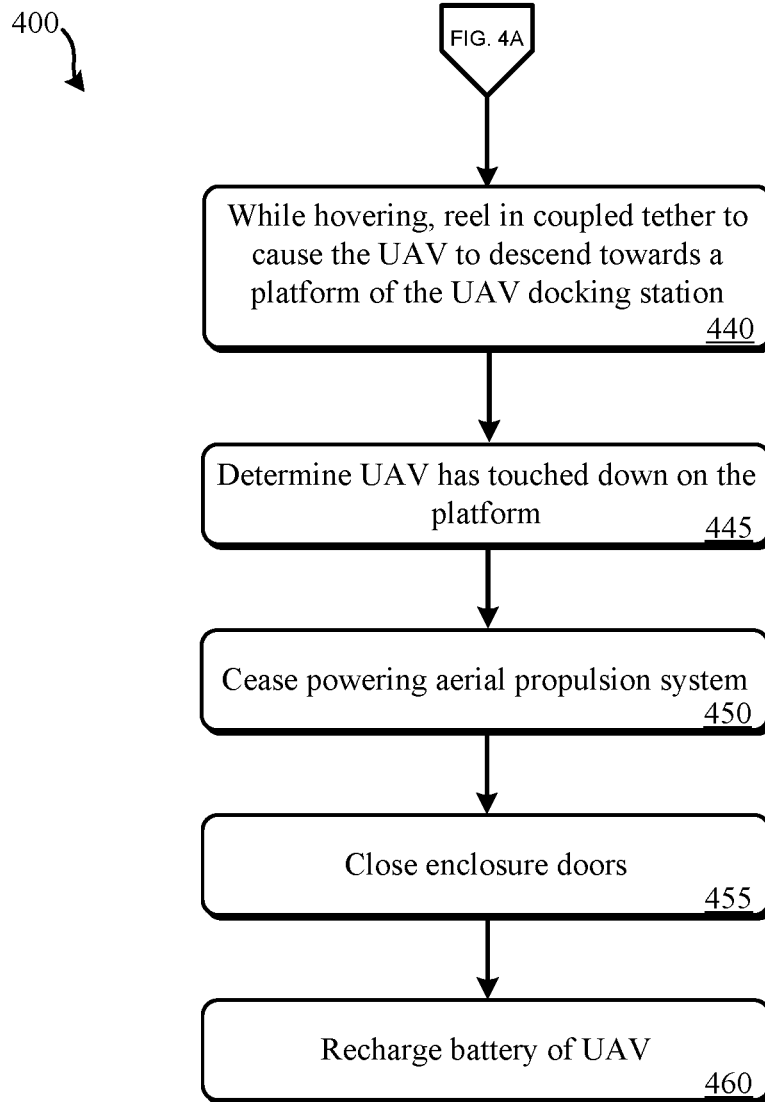 400
FIG. 4A
While hovering, reel in coupled tether to
cause the UAV to descend towards a
platform of the UAV docking station
440
Determine UAV has touched down on the
platform
445
Cease powering aerial propulsion system
450
Close enclosure doors
455
Recharge battery of UAV
460